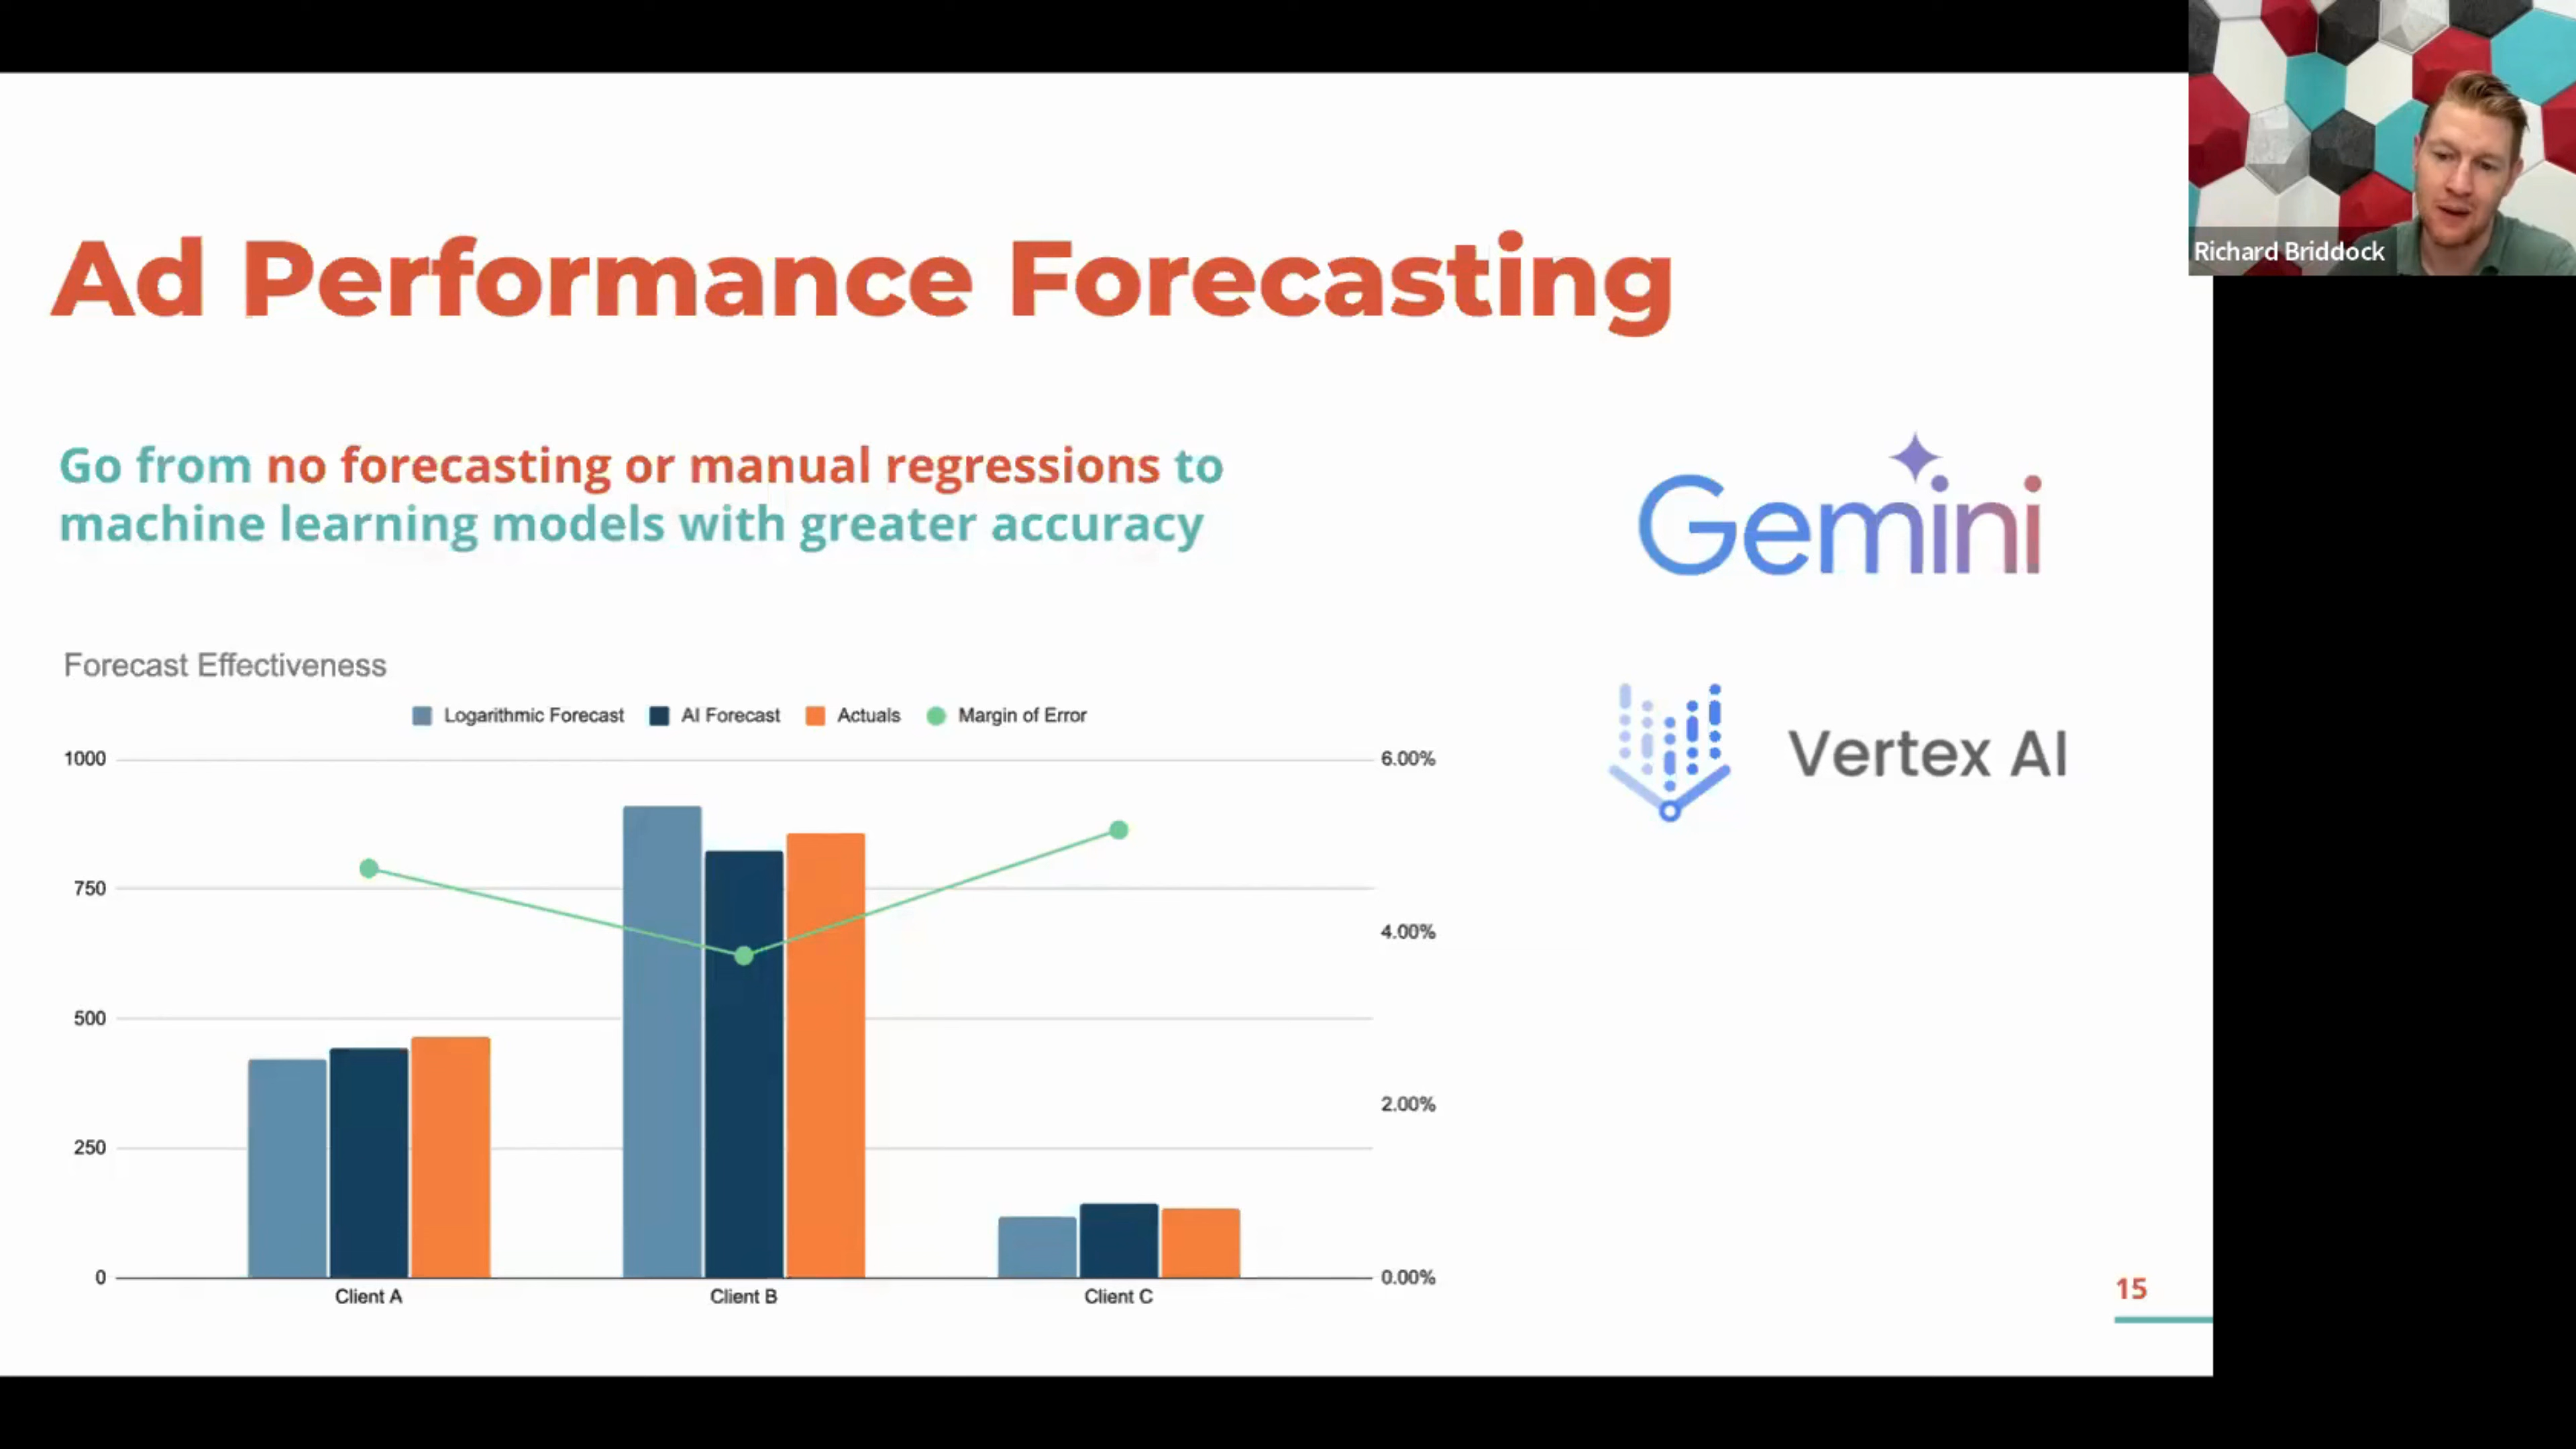 Richard Briddock
Ad Performance Forecasting
Go from no forecasting or manual regressions to
machine learning models with greater accuracy
Gemini
Vertex AI
Forecast Effectiveness
Logarithmic Forecast AI Forecast Actuals Margin of Error
1000
750
500
250
0
6.00%
4.00%
2.00%
0.00%
Client A Client B Client C
15